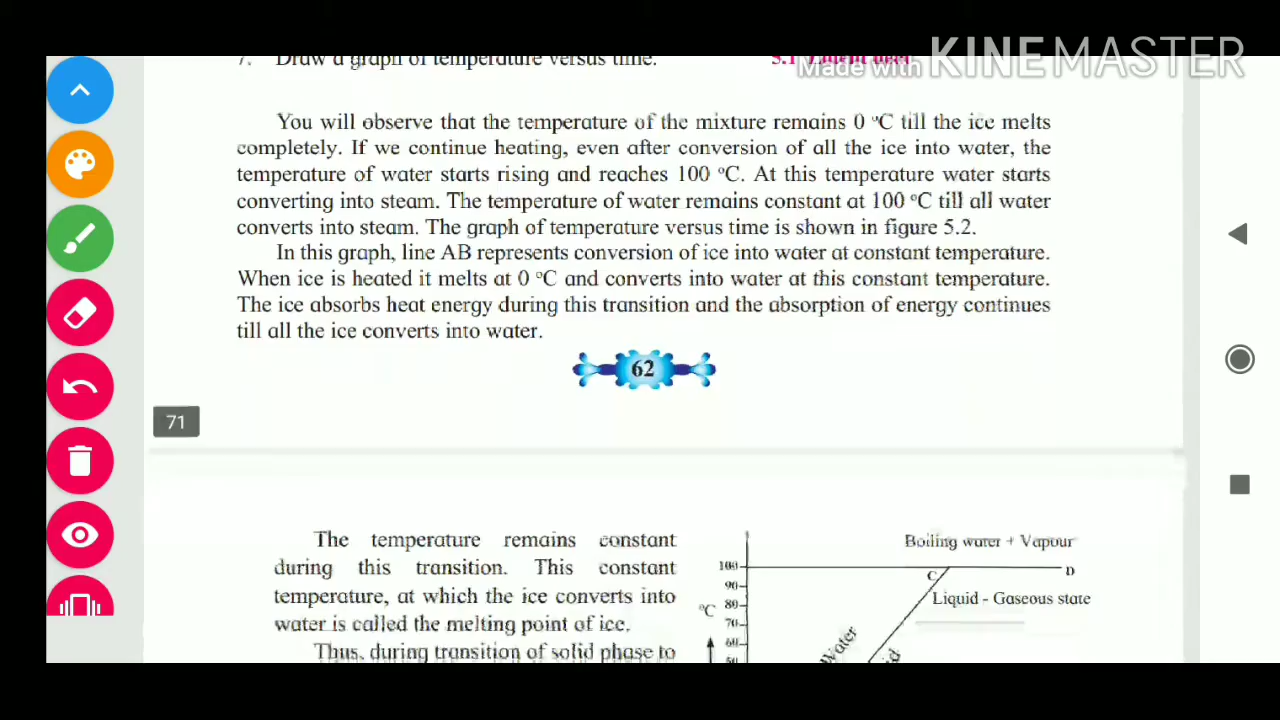 Made with KINEMASTER
7. Draw a graph of temperature versus time.
5.1 Latent heat
You will observe that the temperature of the mixture remains 0 °C till the ice melts
completely. If we continue heating, even after conversion of all the ice into water, the
temperature of water starts rising and reaches 100 °C. At this temperature water starts
converting into steam. The temperature of water remains constant at 100 °C till all water
converts into steam. The graph of temperature versus time is shown in figure 5.2.
In this graph, line AB represents conversion of ice into water at constant temperature.
When ice is heated it melts at 0 °C and converts into water at this constant temperature.
The ice absorbs heat energy during this transition and the absorption of energy continues
till all the ice converts into water.
62
71
The temperature remains constant
during this transition. This constant
temperature, at which the ice converts into
water is called the melting point of ice.
Thus, during transition of solid phase to
Boiling water + Vapour
100
C
D
90
Liquid - Gaseous state
°C
80
70
60
Water
50